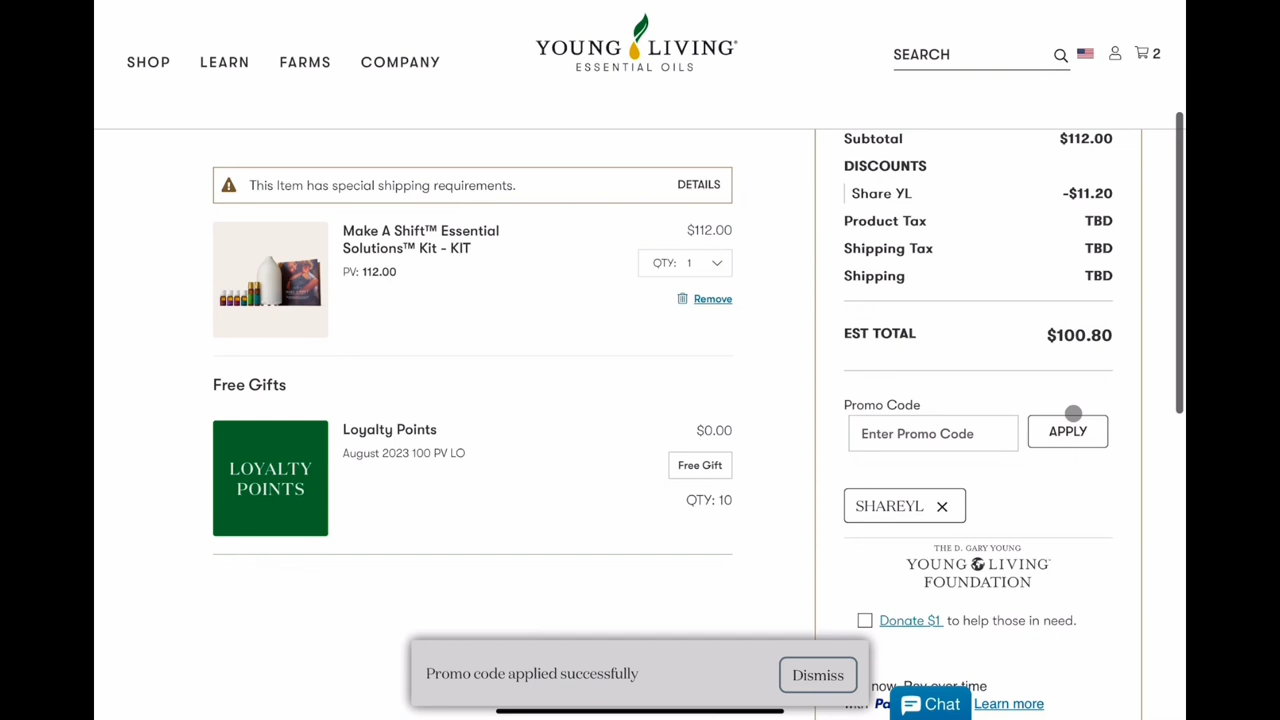 SHOP
LEARN
FARMS
COMPANY
YOUNG LIVING®
ESSENTIAL OILS
SEARCH
2
This Item has special shipping requirements.
DETAILS
Make A Shift™ Essential
Solutions™ Kit - KIT
PV: 112.00
$112.00
QTY: 1
Remove
Free Gifts
LOYALTY
POINTS
Loyalty Points
August 2023 100 PV LO
$0.00
Free Gift
QTY: 10
Subtotal $112.00
DISCOUNTS
Share YL -$11.20
Product Tax TBD
Shipping Tax TBD
Shipping TBD
EST TOTAL $100.80
Promo Code
Enter Promo Code
APPLY
SHAREYL
THE D. GARY YOUNG
YOUNG LIVING
FOUNDATION
Donate $1 to help those in need.
now. Pay over time
Learn more
Chat
Promo code applied successfully
Dismiss